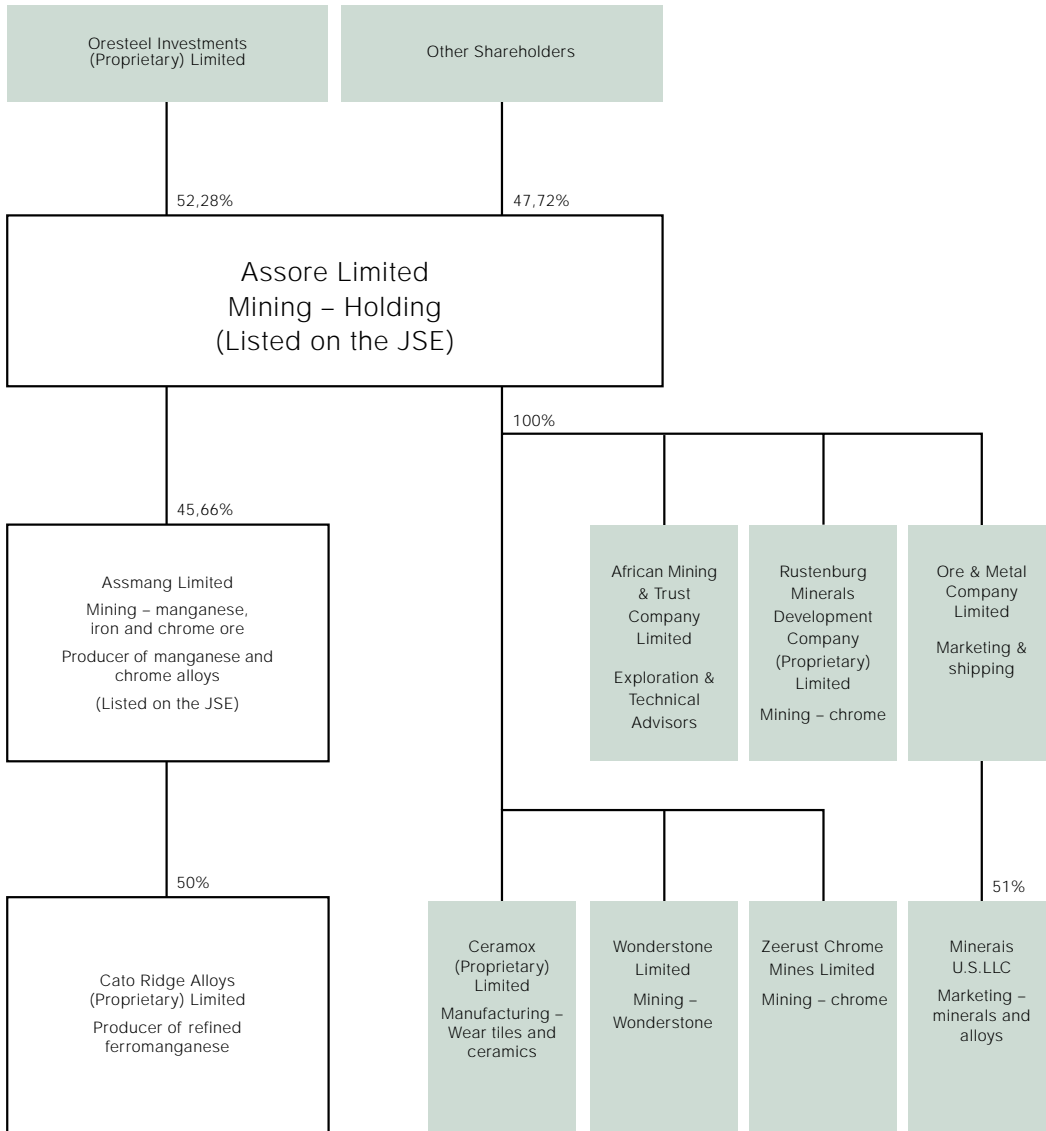 Oresteel Investments
(Proprietary) Limited
Other Shareholders
52,28%
47,72%
Assore Limited
Mining – Holding
(Listed on the JSE)
100%
45,66%
Assmang Limited
Mining – manganese,
iron and chrome ore
Producer of manganese and
chrome alloys
(Listed on the JSE)
African Mining
& Trust
Company
Limited
Exploration &
Technical
Advisors
Rustenburg
Minerals
Development
Company
(Proprietary)
Limited
Mining – chrome
Ore & Metal
Company
Limited
Marketing &
shipping
50%
51%
Cato Ridge Alloys
(Proprietary) Limited
Producer of refined
ferromanganese
Ceramox
(Proprietary)
Limited
Manufacturing –
Wear tiles and
ceramics
Wonderstone
Limited
Mining –
Wonderstone
Zeerust Chrome
Mines Limited
Mining – chrome
Minerais
U.S.LLC
Marketing –
minerals and
alloys